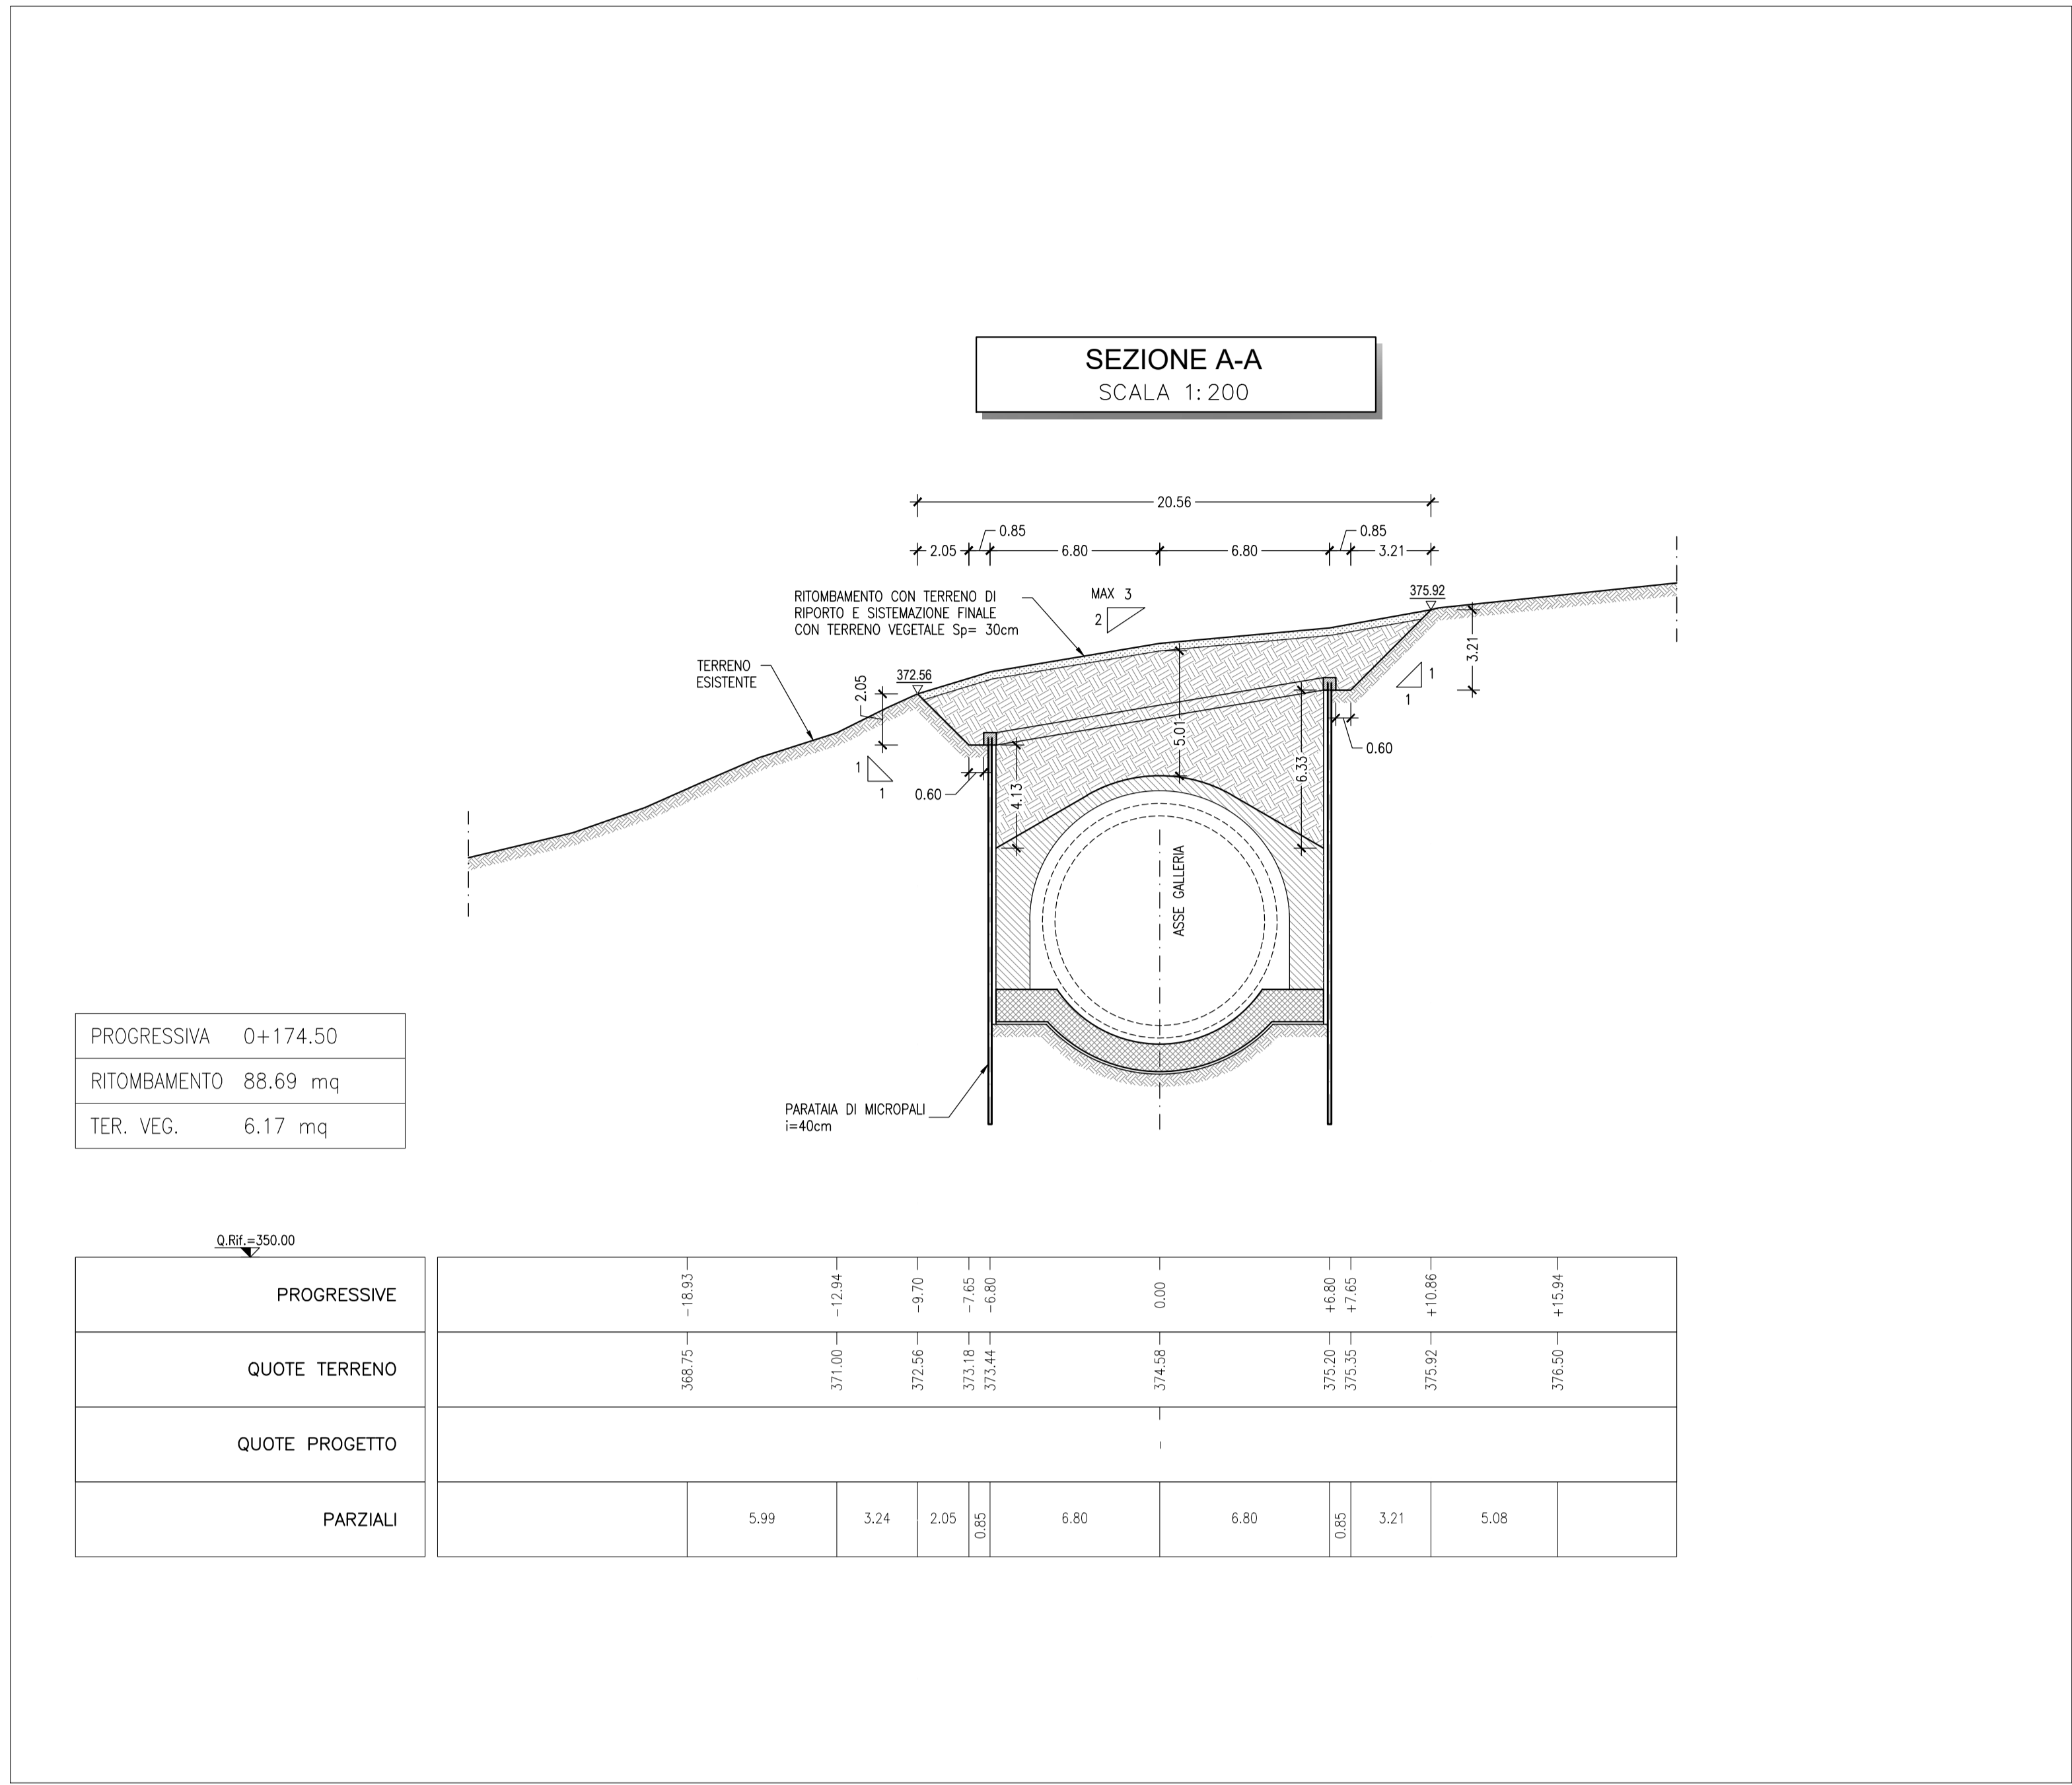 SEZIONE A-A
SCALA 1:200
20.56
0.85
0.85
2.05
6.80
6.80
3.21
RITOMBAMENTO CON TERRENO DI
RIPORTO E SISTEMAZIONE FINALE
CON TERRENO VEGETALE Sp= 30cm
MAX 3
2
375.92
TERRENO
ESISTENTE
372.56
2.05
3.21
1
1
5.01
6.33
0.60
1
1
0.60
4.13
ASSE GALLERIA
PARATAIA DI MICROPALI
i=40cm
PROGRESSIVA 0+174.50
RITOMBAMENTO 88.69 mq
TER. VEG. 6.17 mq
Q.Rif.=350.00
PROGRESSIVE -18.93 -12.94 -9.70 -7.65 -6.80 0.00 +6.80 +7.65 +10.86 +15.94
QUOTE TERRENO 368.75 371.00 372.56 373.18 373.44 374.58 375.20 375.35 375.92 376.50
QUOTE PROGETTO -
PARZIALI 5.99 3.24 2.05 0.85 6.80 6.80 0.85 3.21 5.08